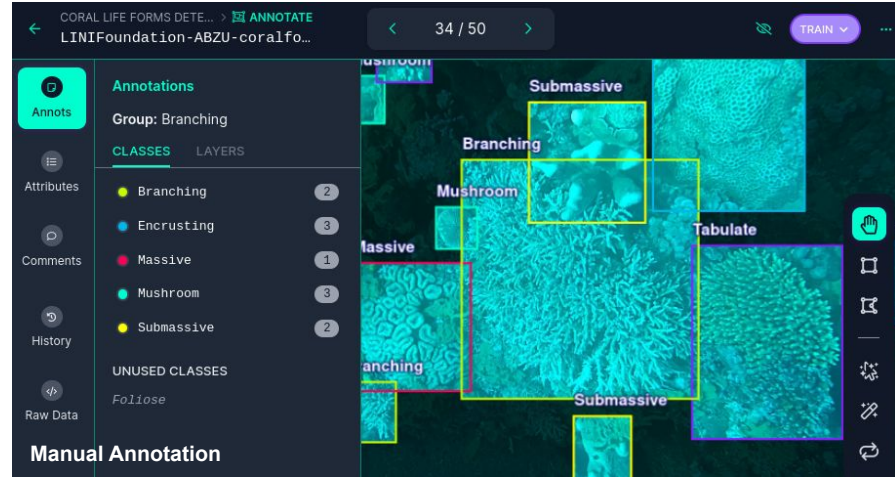 CORAL LIFE FORMS DETE... > ANNOTATE
LINIFoundation-ABZU-coralfo…
34 / 50
TRAIN
Annots
Attributes
Comments
History
Raw Data
Annotations
Group: Branching
CLASSES LAYERS
Branching 2
Encrusting 3
Massive 1
Mushroom 3
Submassive 2
UNUSED CLASSES
Foliose
Manual Annotation
ushroom
Submassive
Branching
Mushroom
Tabulate
Massive
anching
Submassive